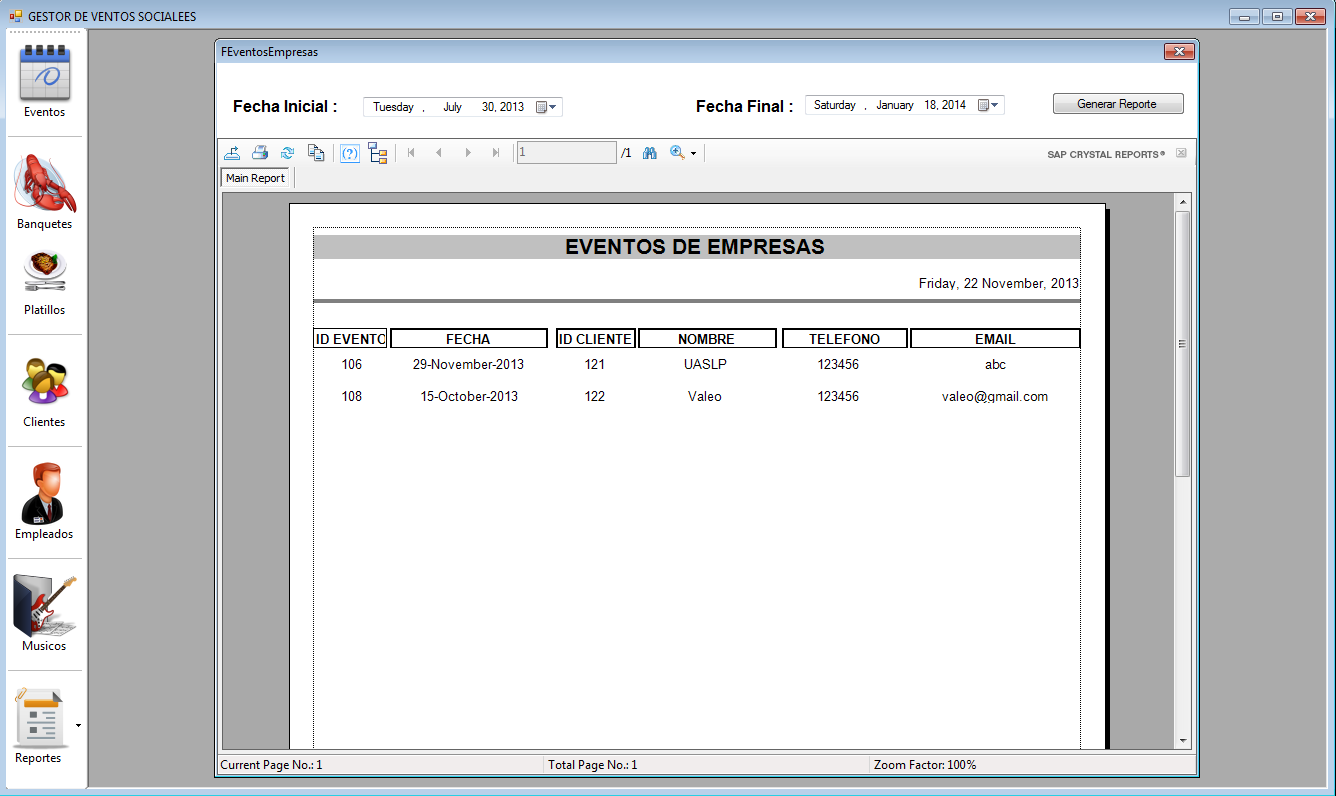 GESTOR DE VENTOS SOCIALEES
Eventos
Banquetes
Platillos
Clientes
Empleados
Musicos
Reportes
FEventosEmpresas
Fecha Inicial : Tuesday , July 30, 2013 Fecha Final : Saturday , January 18, 2014 Generar Reporte
1 /1 SAP CRYSTAL REPORTS®
Main Report
EVENTOS DE EMPRESAS
Friday, 22 November, 2013
ID EVENTO FECHA ID CLIENTE NOMBRE TELEFONO EMAIL
106 29-November-2013 121 UASLP 123456 abc
108 15-October-2013 122 Valeo 123456 valeo@gmail.com
Current Page No.: 1 Total Page No.: 1 Zoom Factor: 100%